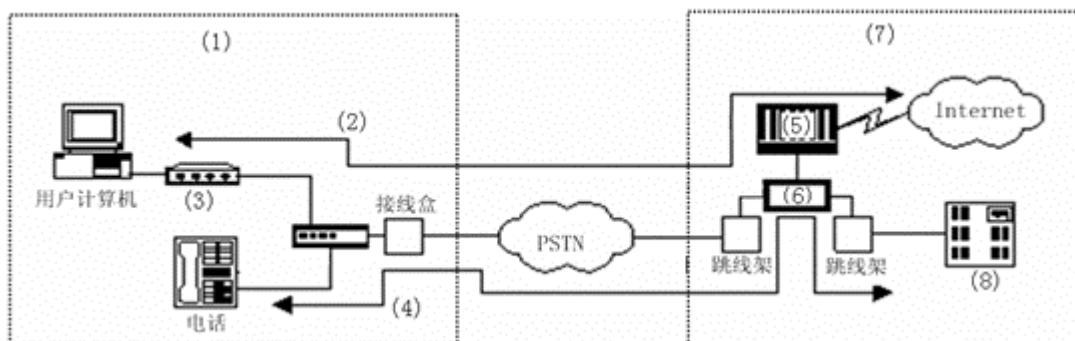 (1)
(7)
Internet
(2)
(5)
用户计算机
(3)
接线盒
(6)
PSTN
跳线架
跳线架
(8)
(4)
电话